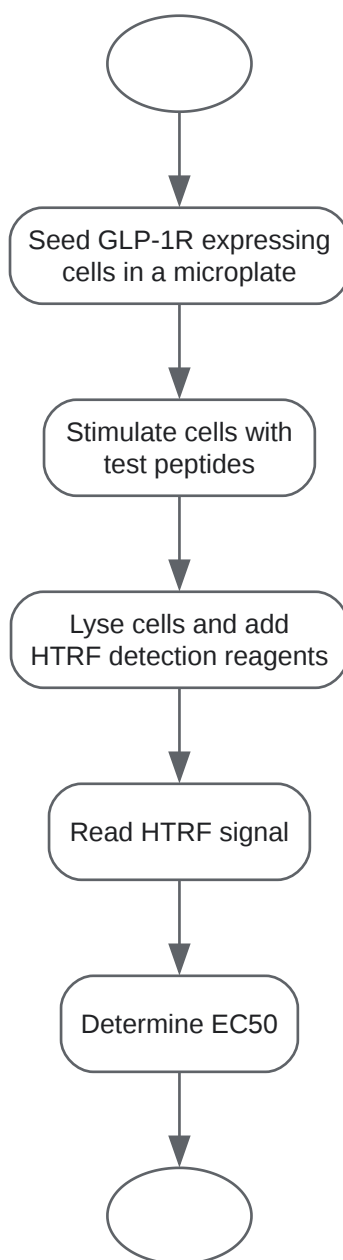 Seed GLP-1R expressing
cells in a microplate
Stimulate cells with
test peptides
Lyse cells and add
HTRF detection reagents
Read HTRF signal
Determine EC50